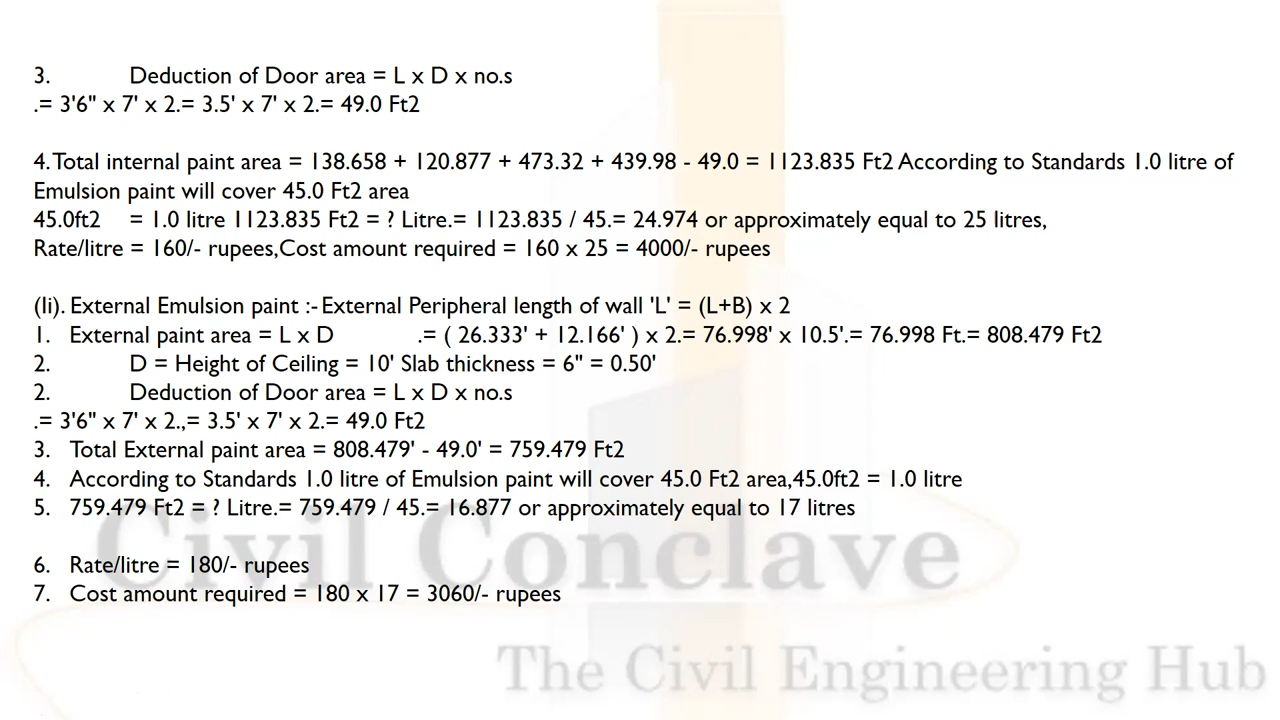 3. Deduction of Door area = L x D x no.s
.= 3'6" x 7' x 2.= 3.5' x 7' x 2.= 49.0 Ft2
4.Total internal paint area = 138.658 + 120.877 + 473.32 + 439.98 - 49.0 = 1123.835 Ft2 According to Standards 1.0 litre of
Emulsion paint will cover 45.0 Ft2 area
45.0ft2 = 1.0 litre 1123.835 Ft2 = ? Litre.= 1123.835 / 45.= 24.974 or approximately equal to 25 litres,
Rate/litre = 160/- rupees,Cost amount required = 160 x 25 = 4000/- rupees
(Ii). External Emulsion paint :- External Peripheral length of wall 'L' = (L+B) x 2
1. External paint area = L x D .= ( 26.333' + 12.166' ) x 2.= 76.998' x 10.5'.= 76.998 Ft.= 808.479 Ft2
2. D = Height of Ceiling = 10' Slab thickness = 6" = 0.50'
2. Deduction of Door area = L x D x no.s
.= 3'6" x 7' x 2.,= 3.5' x 7' x 2.= 49.0 Ft2
3. Total External paint area = 808.479' - 49.0' = 759.479 Ft2
4. According to Standards 1.0 litre of Emulsion paint will cover 45.0 Ft2 area,45.0ft2 = 1.0 litre
5. 759.479 Ft2 = ? Litre.= 759.479 / 45.= 16.877 or approximately equal to 17 litres
6. Rate/litre = 180/- rupees
7. Cost amount required = 180 x 17 = 3060/- rupees
Civil Conclave
The Civil Engineering Hub